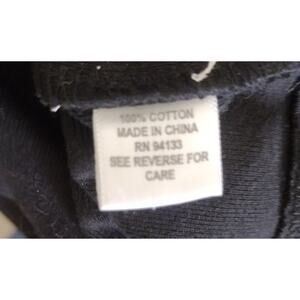 100% COTTON
MADE IN CHINA
RN 94133
SEE REVERSE FOR
CARE